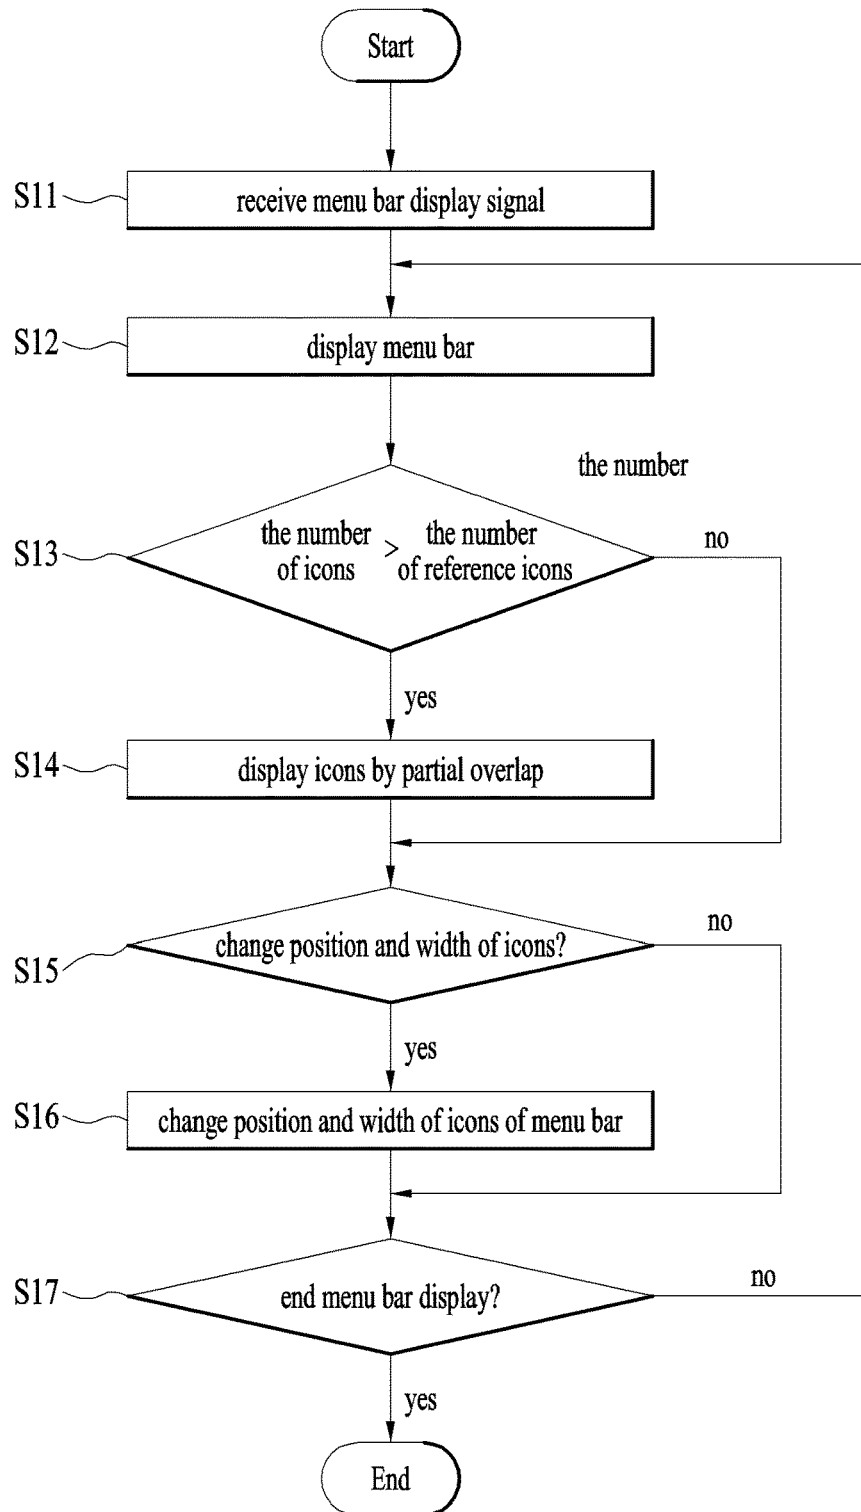 Start
S11
receive menu bar display signal
S12
display menu bar
the number
S13
the number > the number
of icons of reference icons
no
yes
S14
display icons by partial overlap
S15
change position and width of icons?
no
yes
S16
change position and width of icons of menu bar
S17
end menu bar display?
no
yes
End